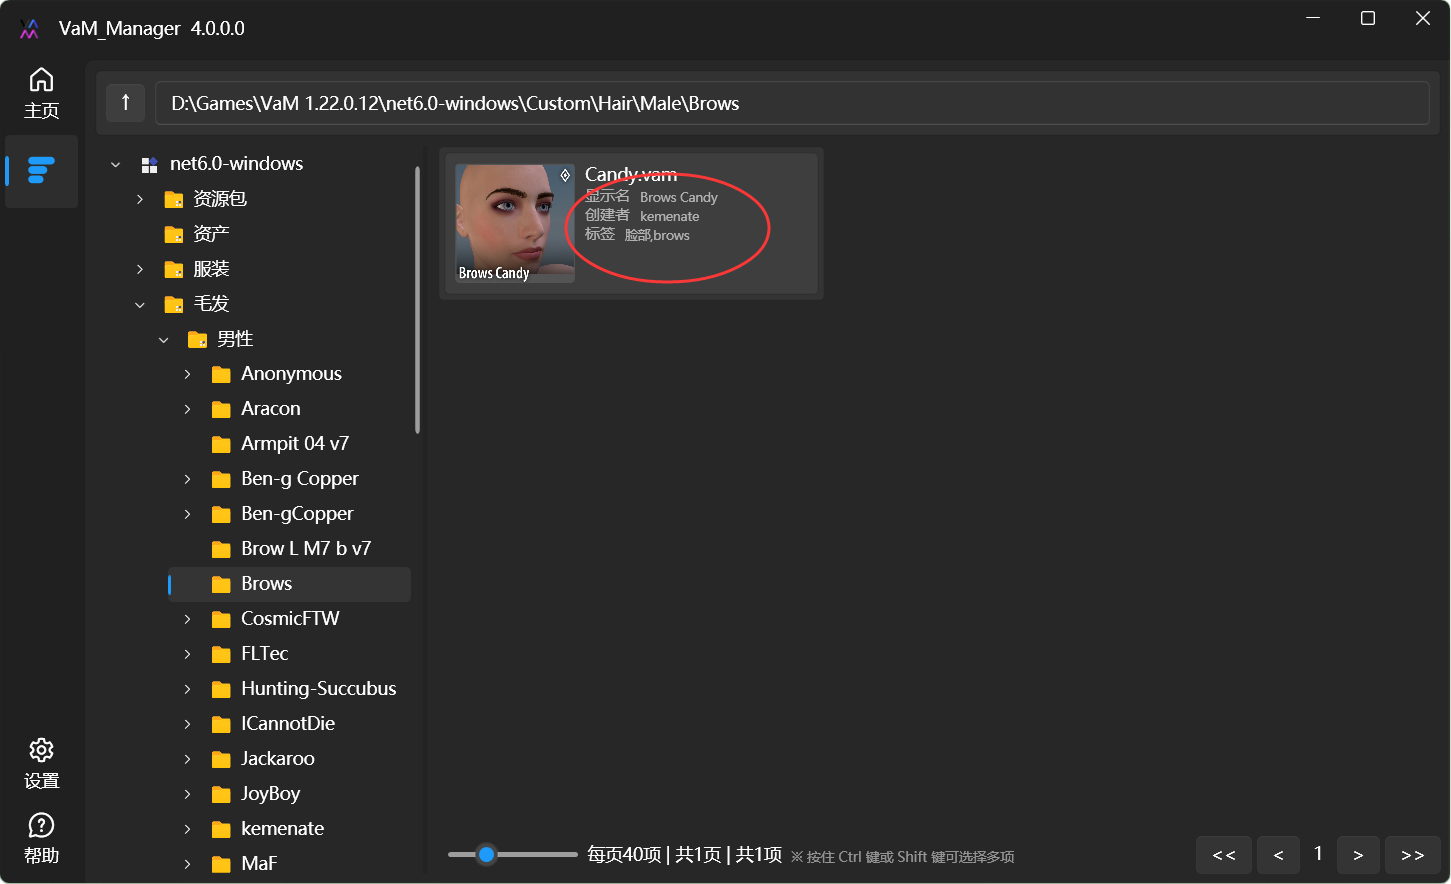 VaM_Manager 4.0.0.0
主页
↑ D:\Games\VaM 1.22.0.12\net6.0-windows\Custom\Hair\Male\Brows
net6.0-windows
资源包
资产
服装
毛发
男性
Anonymous
Aracon
Armpit 04 v7
Ben-g Copper
Ben-gCopper
Brow L M7 b v7
Brows
CosmicFTW
FLTec
Hunting-Succubus
ICannotDie
Jackaroo
JoyBoy
kemenate
MaF
Candy.vam
显示名 Brows Candy
创建者 kemenate
标签 脸部,brows
Brows Candy
设置
帮助
每页40项 | 共1页 | 共1项 ※ 按住 Ctrl 键或 Shift 键可选择多项
<< < 1 > >>